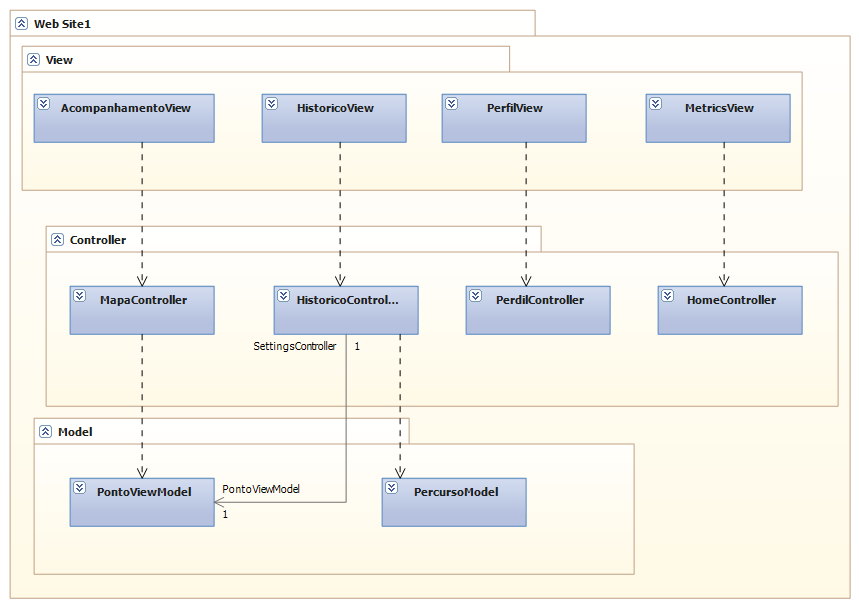 Web Site1
View
AcompanhamentoView
HistoricoView
PerfilView
MetricsView
Controller
MapaController
HistoricoControl...
PerdilController
HomeController
SettingsController
1
Model
PontoViewModel
PontoViewModel
1
PercursoModel